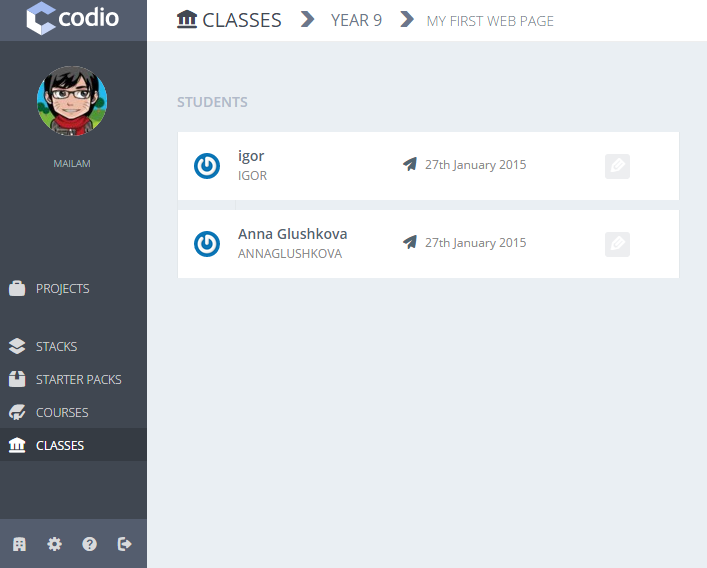 codio
CLASSES YEAR 9 MY FIRST WEB PAGE
MAILAM
PROJECTS
STACKS
STARTER PACKS
COURSES
CLASSES
STUDENTS
igor
IGOR
27th January 2015
Anna Glushkova
ANNAGLUSHKOVA
27th January 2015